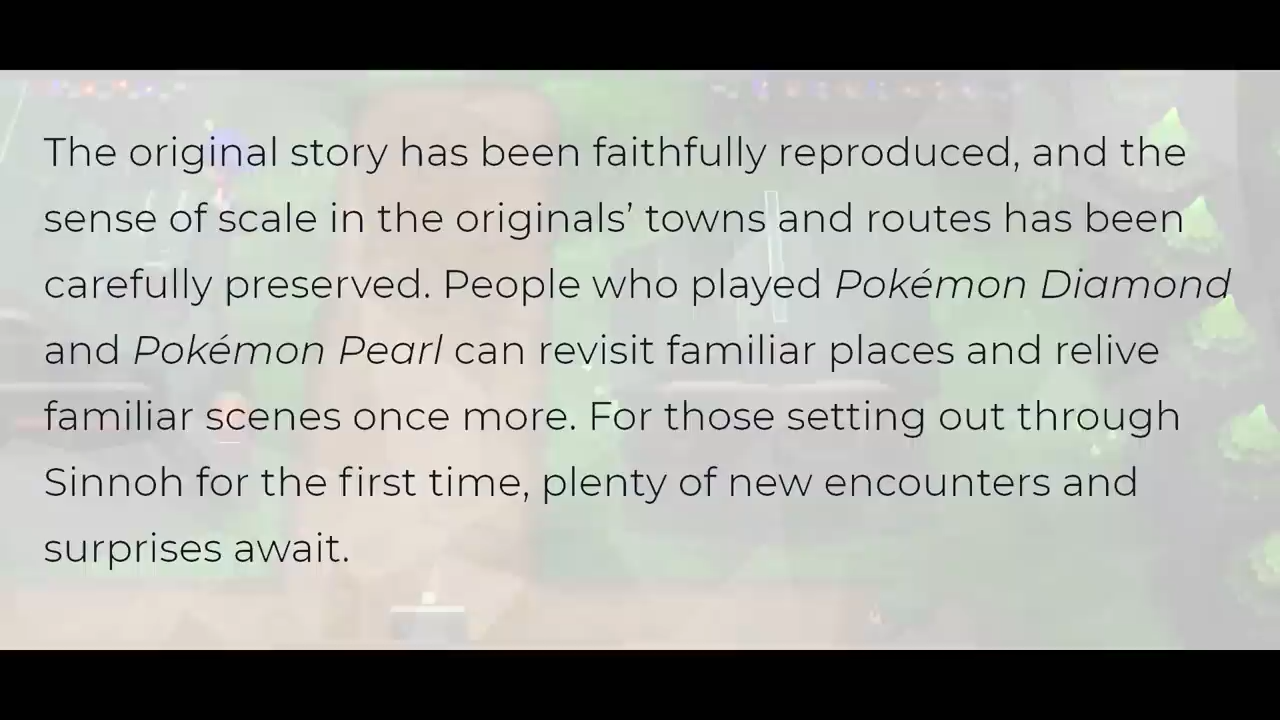 The original story has been faithfully reproduced, and the
sense of scale in the originals’ towns and routes has been
carefully preserved. People who played Pokémon Diamond
and Pokémon Pearl can revisit familiar places and relive
familiar scenes once more. For those setting out through
Sinnoh for the first time, plenty of new encounters and
surprises await.